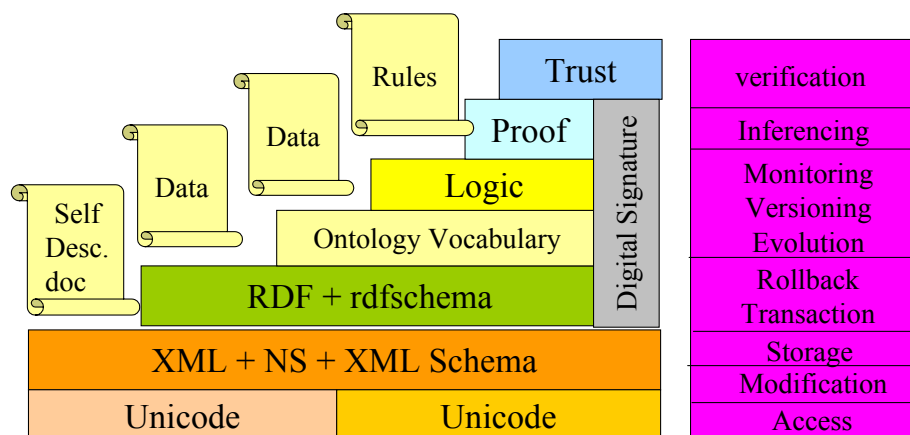 Rules
Trust
verification
Data
Proof
Inferencing
Data
Logic
Monitoring
Versioning
Evolution
Self
Desc.
doc
Ontology Vocabulary
Digital Signature
RDF + rdfschema
Rollback
Transaction
XML + NS + XML Schema
Storage
Modification
Unicode
Unicode
Access